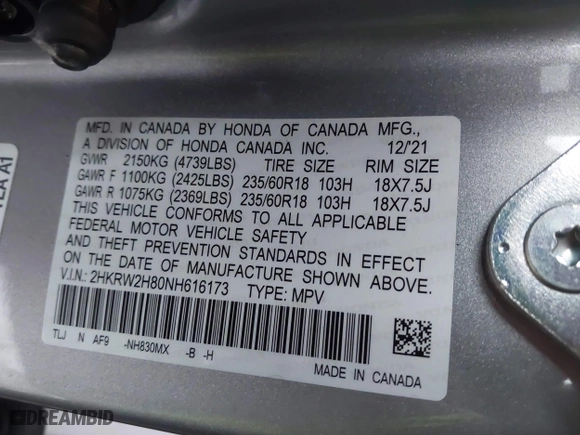 MFD. IN CANADA BY HONDA OF CANADA MFG.,
A DIVISION OF HONDA CANADA INC. 12/'21
GVWR 2150KG (4739LBS) TIRE SIZE RIM SIZE
GAWR F 1100KG (2425LBS) 235/60R18 103H 18X7.5J
GAWR R 1075KG (2369LBS) 235/60R18 103H 18X7.5J
THIS VEHICLE CONFORMS TO ALL APPLICABLE
FEDERAL MOTOR VEHICLE SAFETY
AND THEFT PREVENTION STANDARDS IN EFFECT
ON THE DATE OF MANUFACTURE SHOWN ABOVE.
V.I.N.: 2HKRW2H80NH616173 TYPE: MPV
TLJ N AF9 -NH830MX -B -H
MADE IN CANADA
DREAMBID